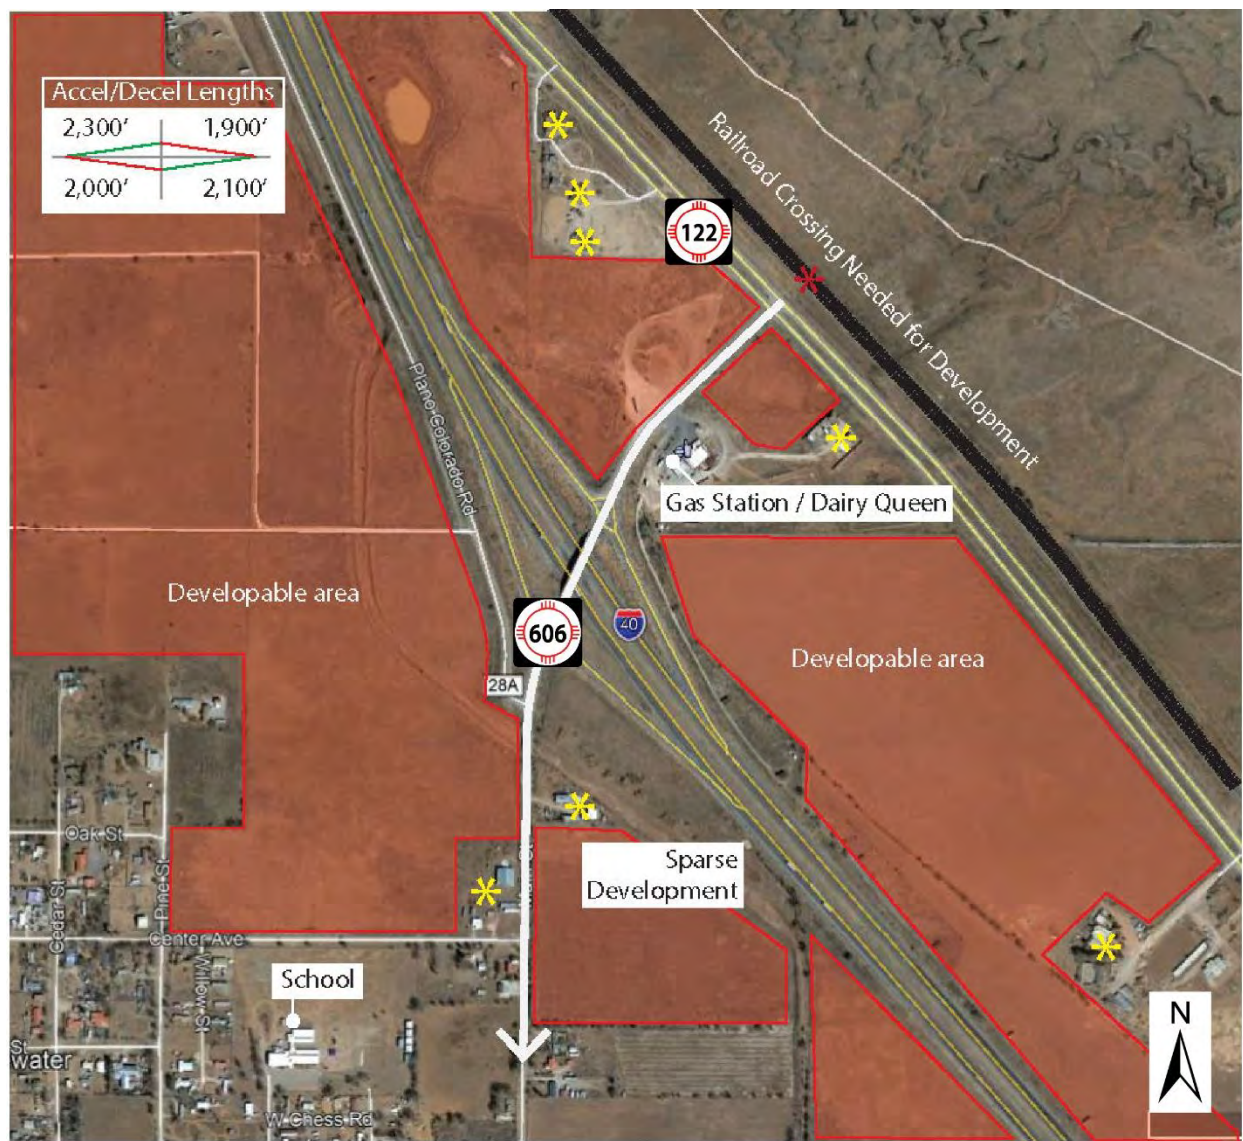 Accel/Decel Lengths
2,300’ 1,900’
2,000’ 2,100’
122
Railroad Crossing Needed for Development
Plano Colorado Rd
Gas Station / Dairy Queen
Developable area
606
40
Developable area
28A
Oak St
Sparse
Development
Pine St
Cedar St
Center Ave
Willow St
School
N
St
water
W Chess Rd